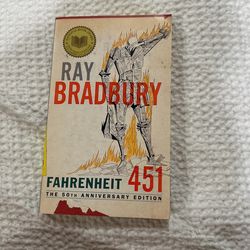 RAY
BRADBURY
FAHRENHEIT 451
THE 50TH ANNIVERSARY EDITION